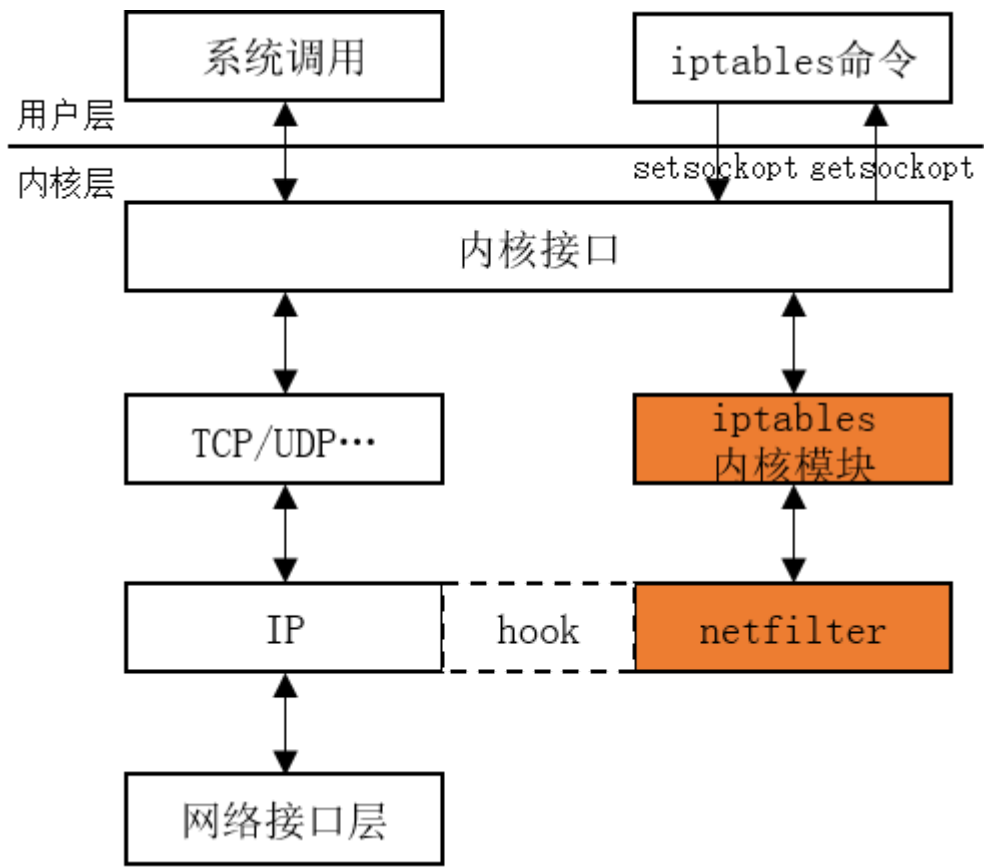 系统调用
iptables命令
用户层
内核层
setsockopt getsockopt
内核接口
TCP/UDP…
iptables
内核模块
IP
hook
netfilter
网络接口层